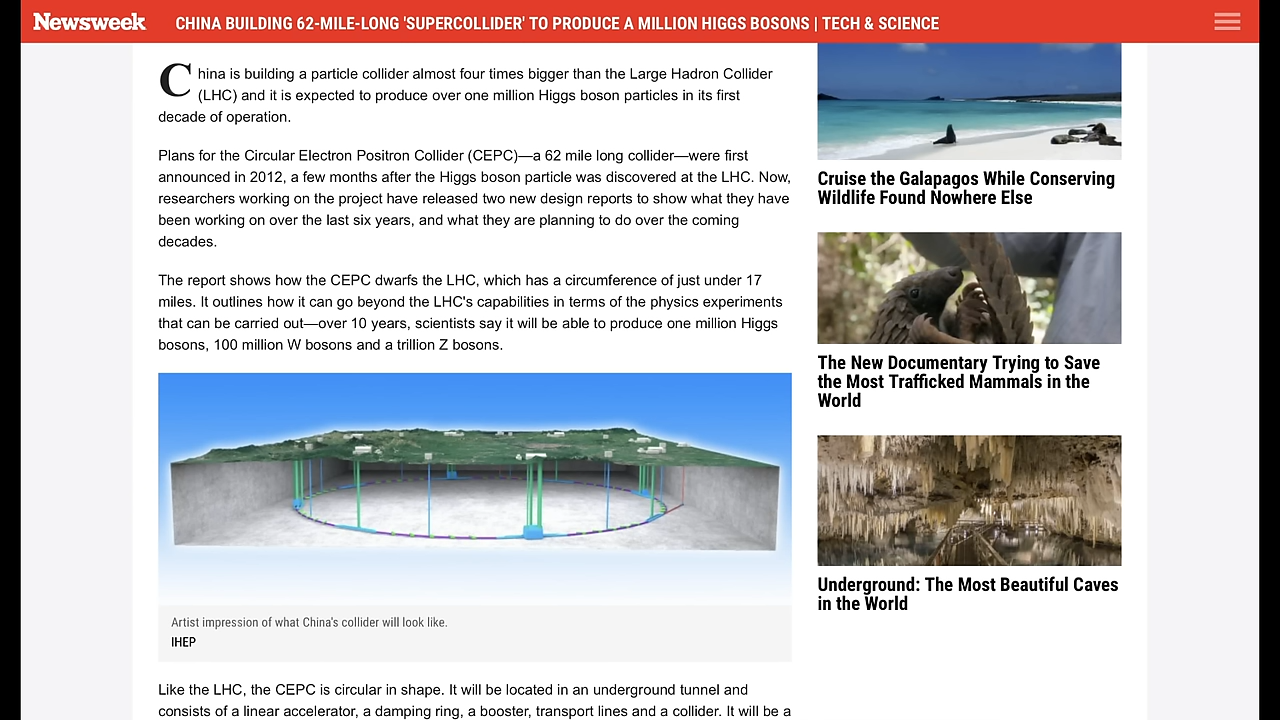 Newsweek CHINA BUILDING 62-MILE-LONG 'SUPERCOLLIDER' TO PRODUCE A MILLION HIGGS BOSONS | TECH & SCIENCE
China is building a particle collider almost four times bigger than the Large Hadron Collider
(LHC) and it is expected to produce over one million Higgs boson particles in its first
decade of operation.
Plans for the Circular Electron Positron Collider (CEPC)—a 62 mile long collider—were first
announced in 2012, a few months after the Higgs boson particle was discovered at the LHC. Now,
researchers working on the project have released two new design reports to show what they have
been working on over the last six years, and what they are planning to do over the coming
decades.
The report shows how the CEPC dwarfs the LHC, which has a circumference of just under 17
miles. It outlines how it can go beyond the LHC's capabilities in terms of the physics experiments
that can be carried out—over 10 years, scientists say it will be able to produce one million Higgs
bosons, 100 million W bosons and a trillion Z bosons.
Artist impression of what China's collider will look like.
IHEP
Like the LHC, the CEPC is circular in shape. It will be located in an underground tunnel and
consists of a linear accelerator, a damping ring, a booster, transport lines and a collider. It will be a
Cruise the Galapagos While Conserving
Wildlife Found Nowhere Else
The New Documentary Trying to Save
the Most Trafficked Mammals in the
World
Underground: The Most Beautiful Caves
in the World